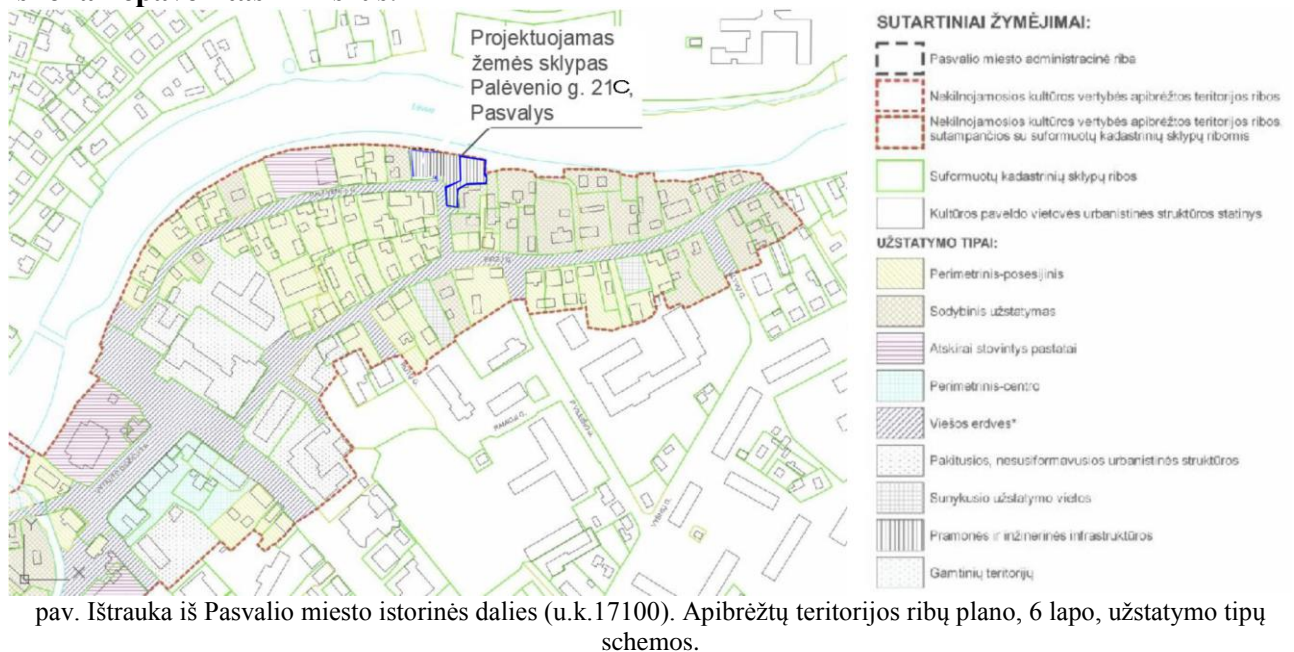 Projektuojamas
žemės sklypas
Palėvenio g. 21C,
Pasvalys
SUTARTINIAI ŽYMĖJIMAI:
Pasvalio miesto administracinė riba
Nekilnojamosios kultūros vertybės apibrėžtos teritorijos ribos
Nekilnojamosios kultūros vertybės apibrėžtos teritorijos ribos,
sutampančios su suformuotų kadastrinių sklypų ribomis
Suformuotų kadastrinių sklypų ribos
Kultūros paveldo vietovės urbanistinės struktūros statinys
UŽSTATYMO TIPAI:
Perimetrinis-posesijinis
Sodybinis užstatymas
Atskirai stovintys pastatai
Perimetrinis-centro
Viešos erdvės*
Pakitusios, nesusiformavusios urbanistinės struktūros
Sunykusio užstatymo vietos
Pramonės ir inžinerinės infrastruktūros
Gamtinių teritorijų
Y
X
pav. Ištrauka iš Pasvalio miesto istorinės dalies (u.k.17100). Apibrėžtų teritorijos ribų plano, 6 lapo, užstatymo tipų
schemos.